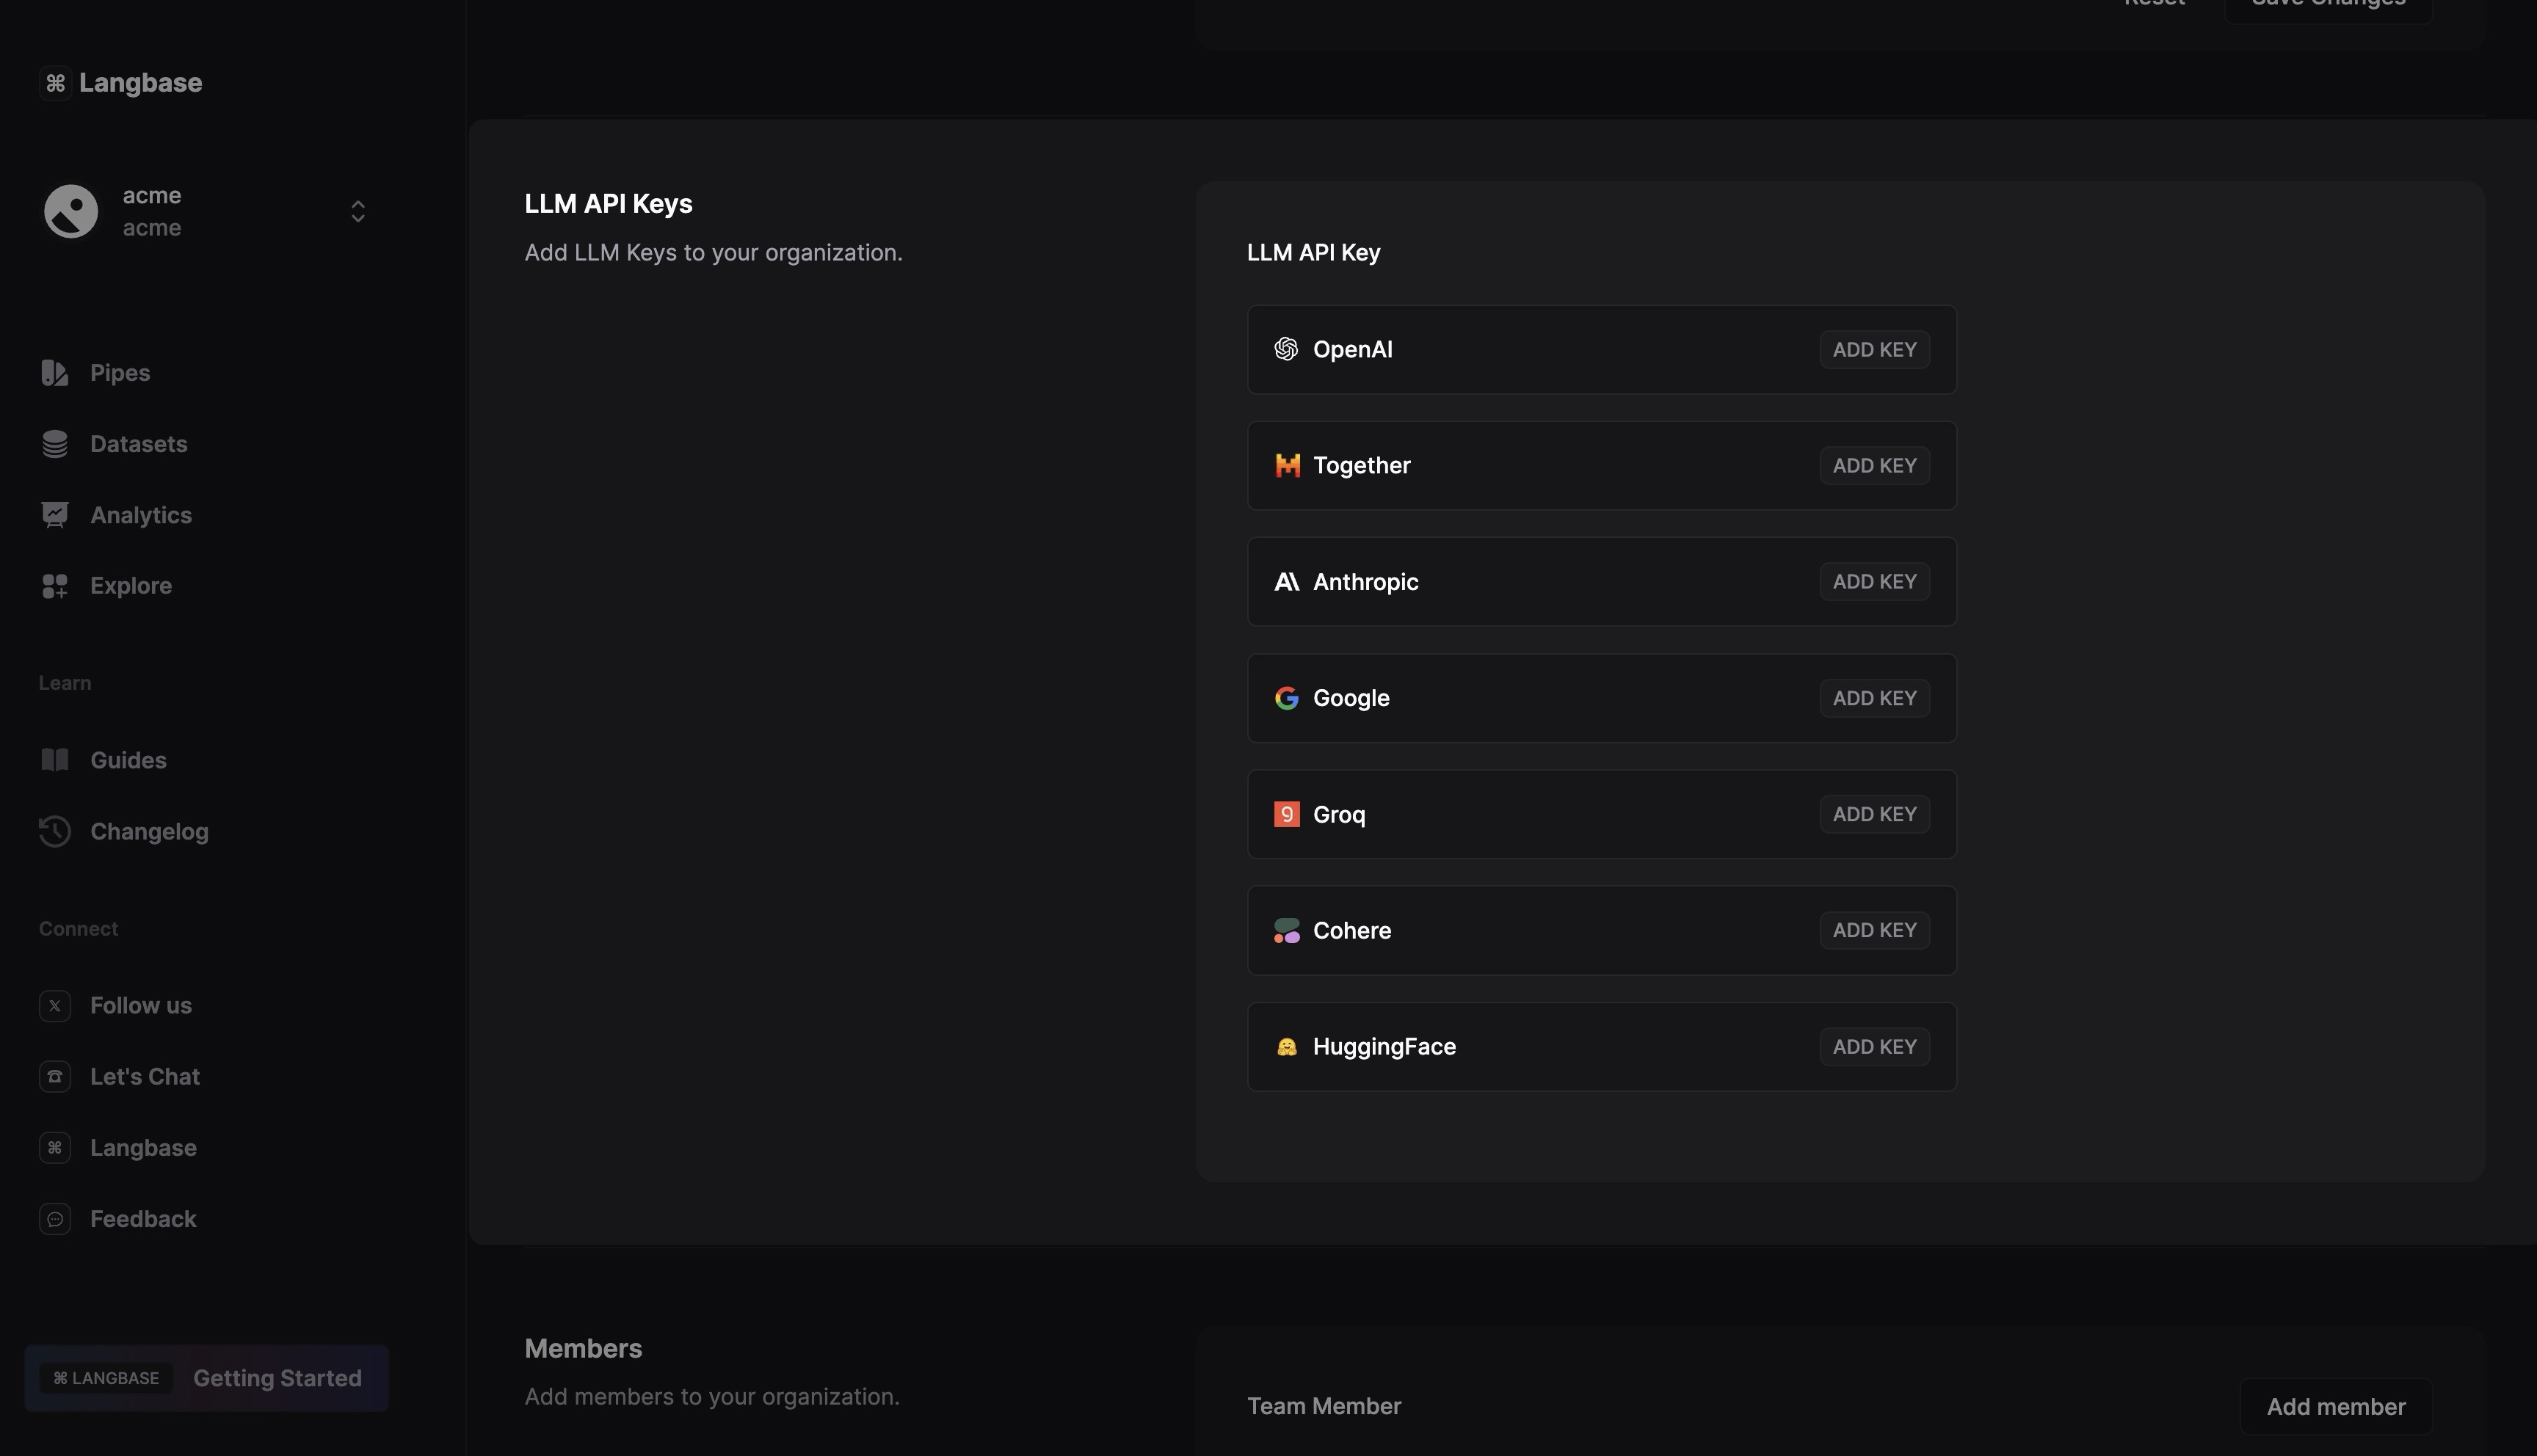 Reset
Save Changes
Langbase
acme
acme
Pipes
Datasets
Analytics
Explore
Learn
Guides
Changelog
Connect
Follow us
Let's Chat
Langbase
Feedback
⌘ LANGBASE
Getting Started
LLM API Keys
Add LLM Keys to your organization.
LLM API Key
OpenAI ADD KEY
Together ADD KEY
Anthropic ADD KEY
Google ADD KEY
Groq ADD KEY
Cohere ADD KEY
HuggingFace ADD KEY
Members
Add members to your organization.
Team Member
Add member